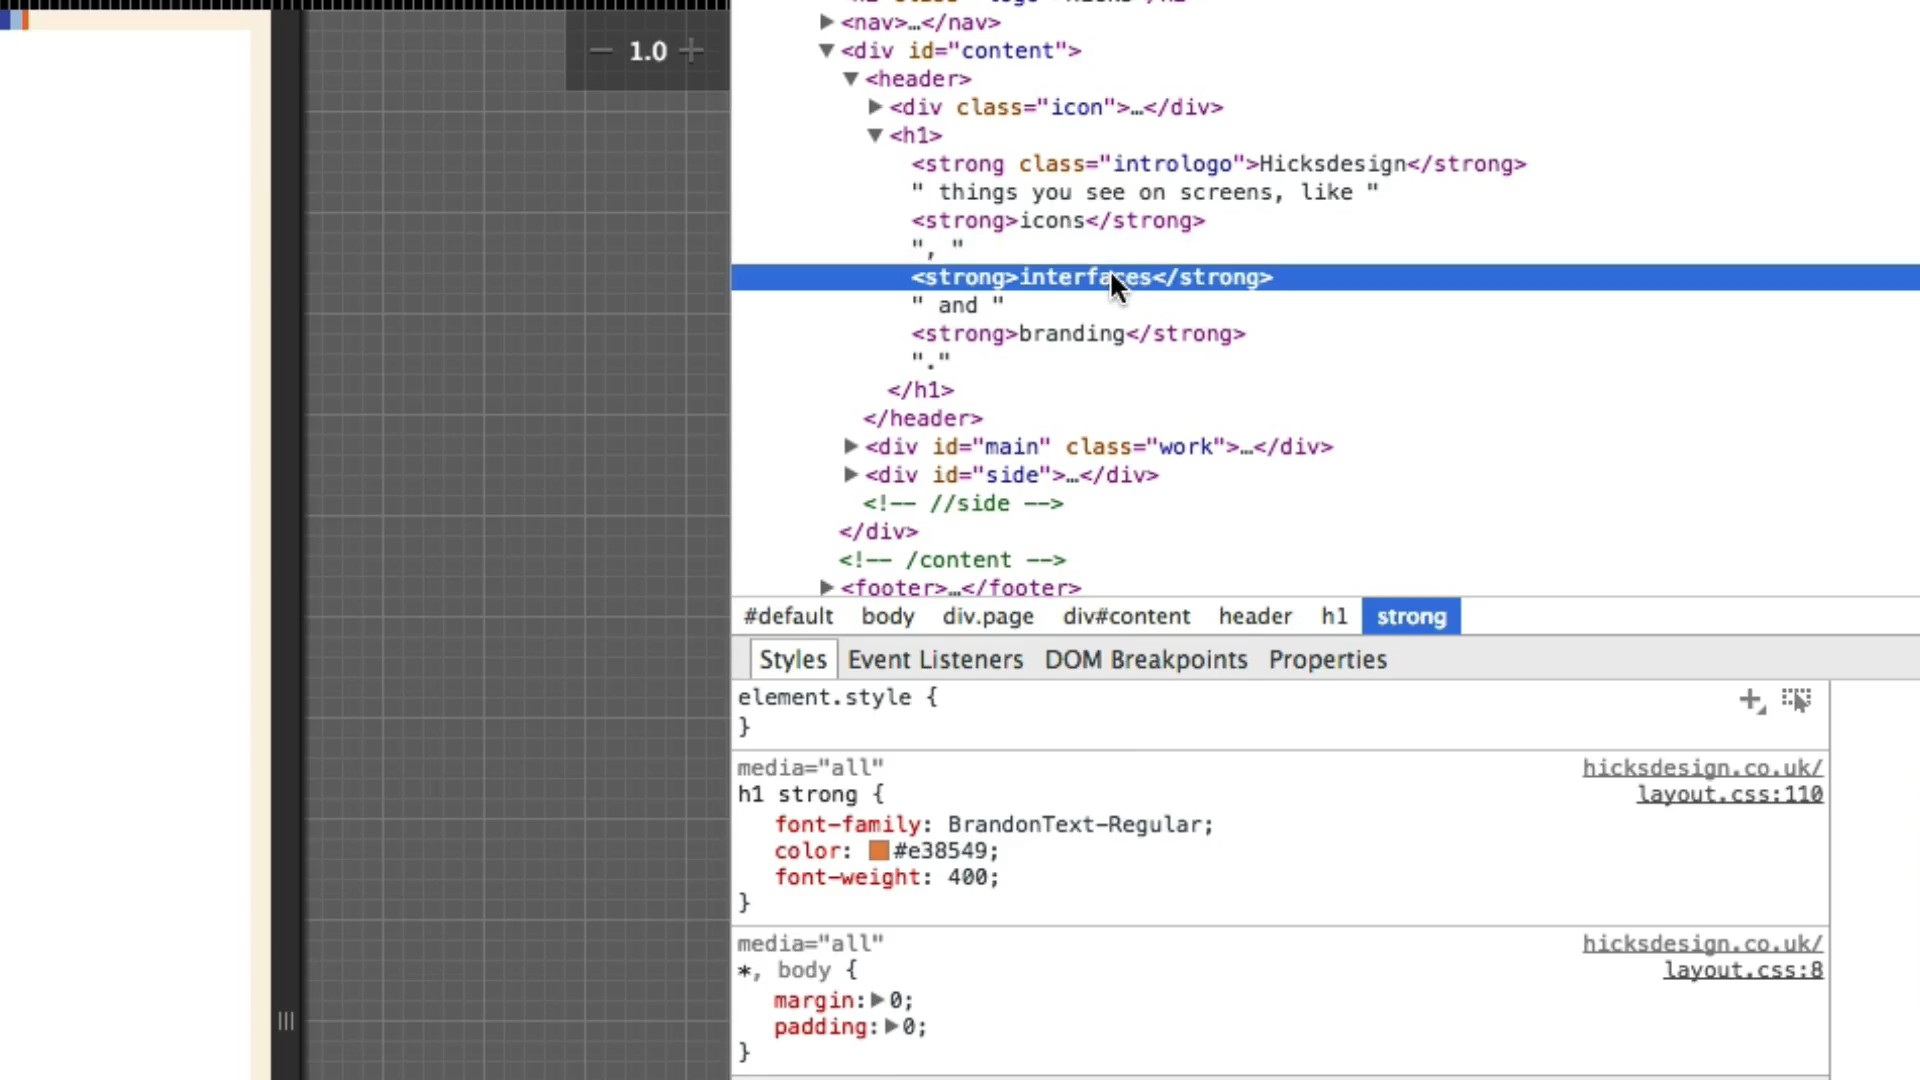 1.0
<nav>…</nav>
<div id="content">
<header>
<div class="icon">…</div>
<h1>
<strong class="intrologo">Hicksdesign</strong>
" things you see on screens, like "
<strong>icons</strong>
", "
<strong>interfaces</strong>
" and "
<strong>branding</strong>
"."
</h1>
</header>
<div id="main" class="work">…</div>
<div id="side">…</div>
<!-- //side -->
</div>
<!-- /content -->
<footer>…</footer>
#default body div.page div#content header h1 strong
Styles Event Listeners DOM Breakpoints Properties
element.style {
}
media="all" hicksdesign.co.uk/
h1 strong { layout.css:110
font-family: BrandonText-Regular;
color: #e38549;
font-weight: 400;
}
media="all" hicksdesign.co.uk/
*, body { layout.css:8
margin: 0;
padding: 0;
}